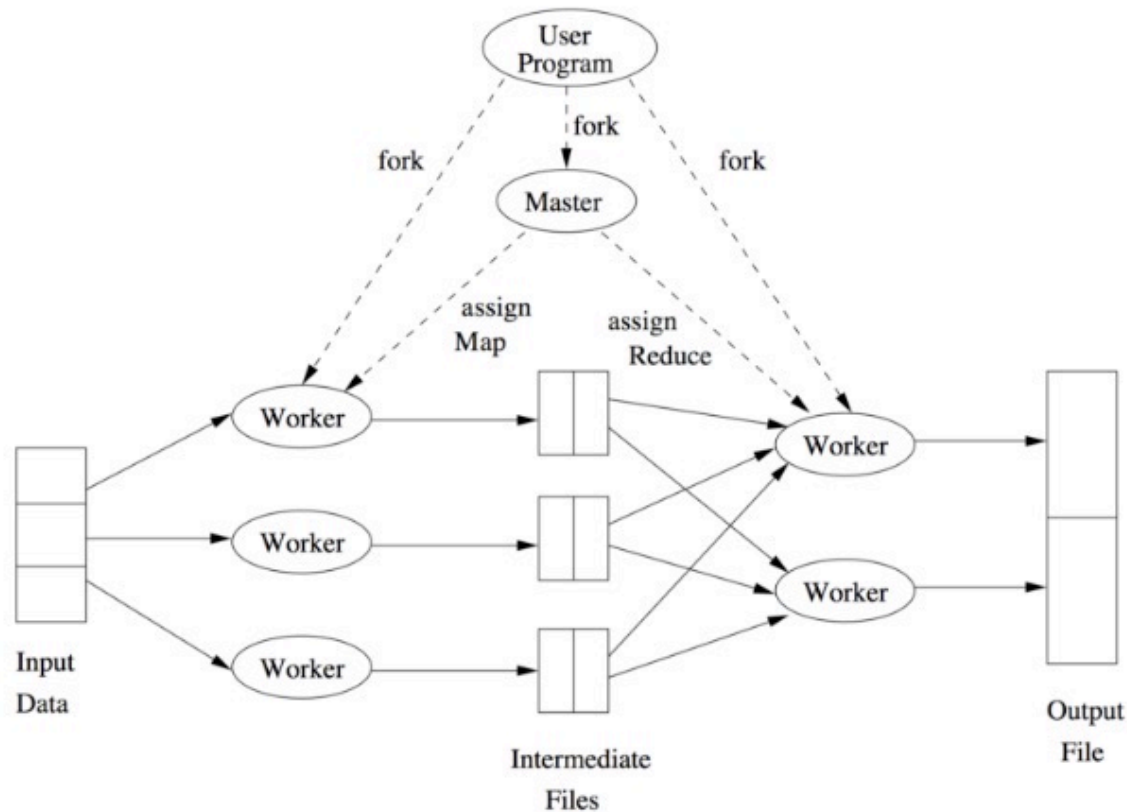 User
Program
fork
fork
fork
Master
assign
Map
assign
Reduce
Worker
Worker
Worker
Worker
Worker
Input
Data
Intermediate
Files
Output
File